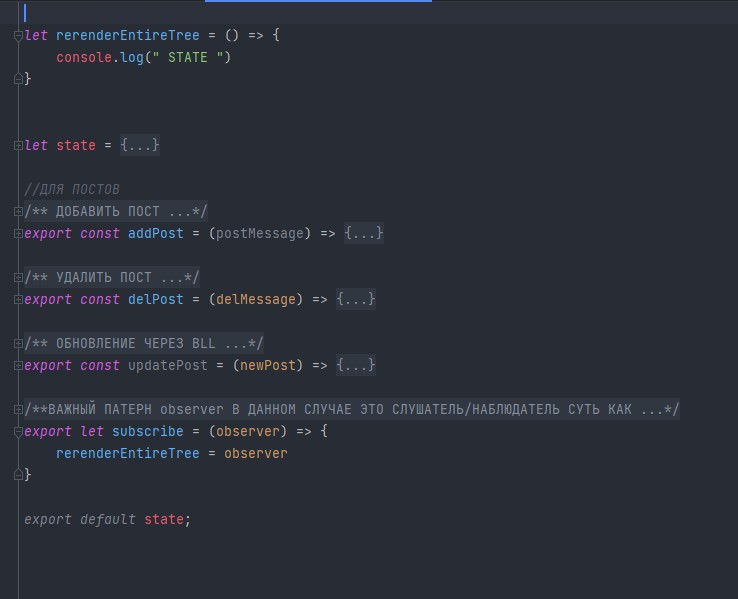 let rerenderEntireTree = () => {
    console.log(" STATE ")
}
let state = {...}
//ДЛЯ ПОСТОВ
/** ДОБАВИТЬ ПОСТ ...*/
export const addPost = (postMessage) => {...}
/** УДАЛИТЬ ПОСТ ...*/
export const delPost = (delMessage) => {...}
/** ОБНОВЛЕНИЕ ЧЕРЕЗ BLL ...*/
export const updatePost = (newPost) => {...}
/**ВАЖНЫЙ ПАТЕРН observer В ДАННОМ СЛУЧАЕ ЭТО СЛУШАТЕЛЬ/НАБЛЮДАТЕЛЬ СУТЬ КАК ...*/
export let subscribe = (observer) => {
    rerenderEntireTree = observer
}
export default state;